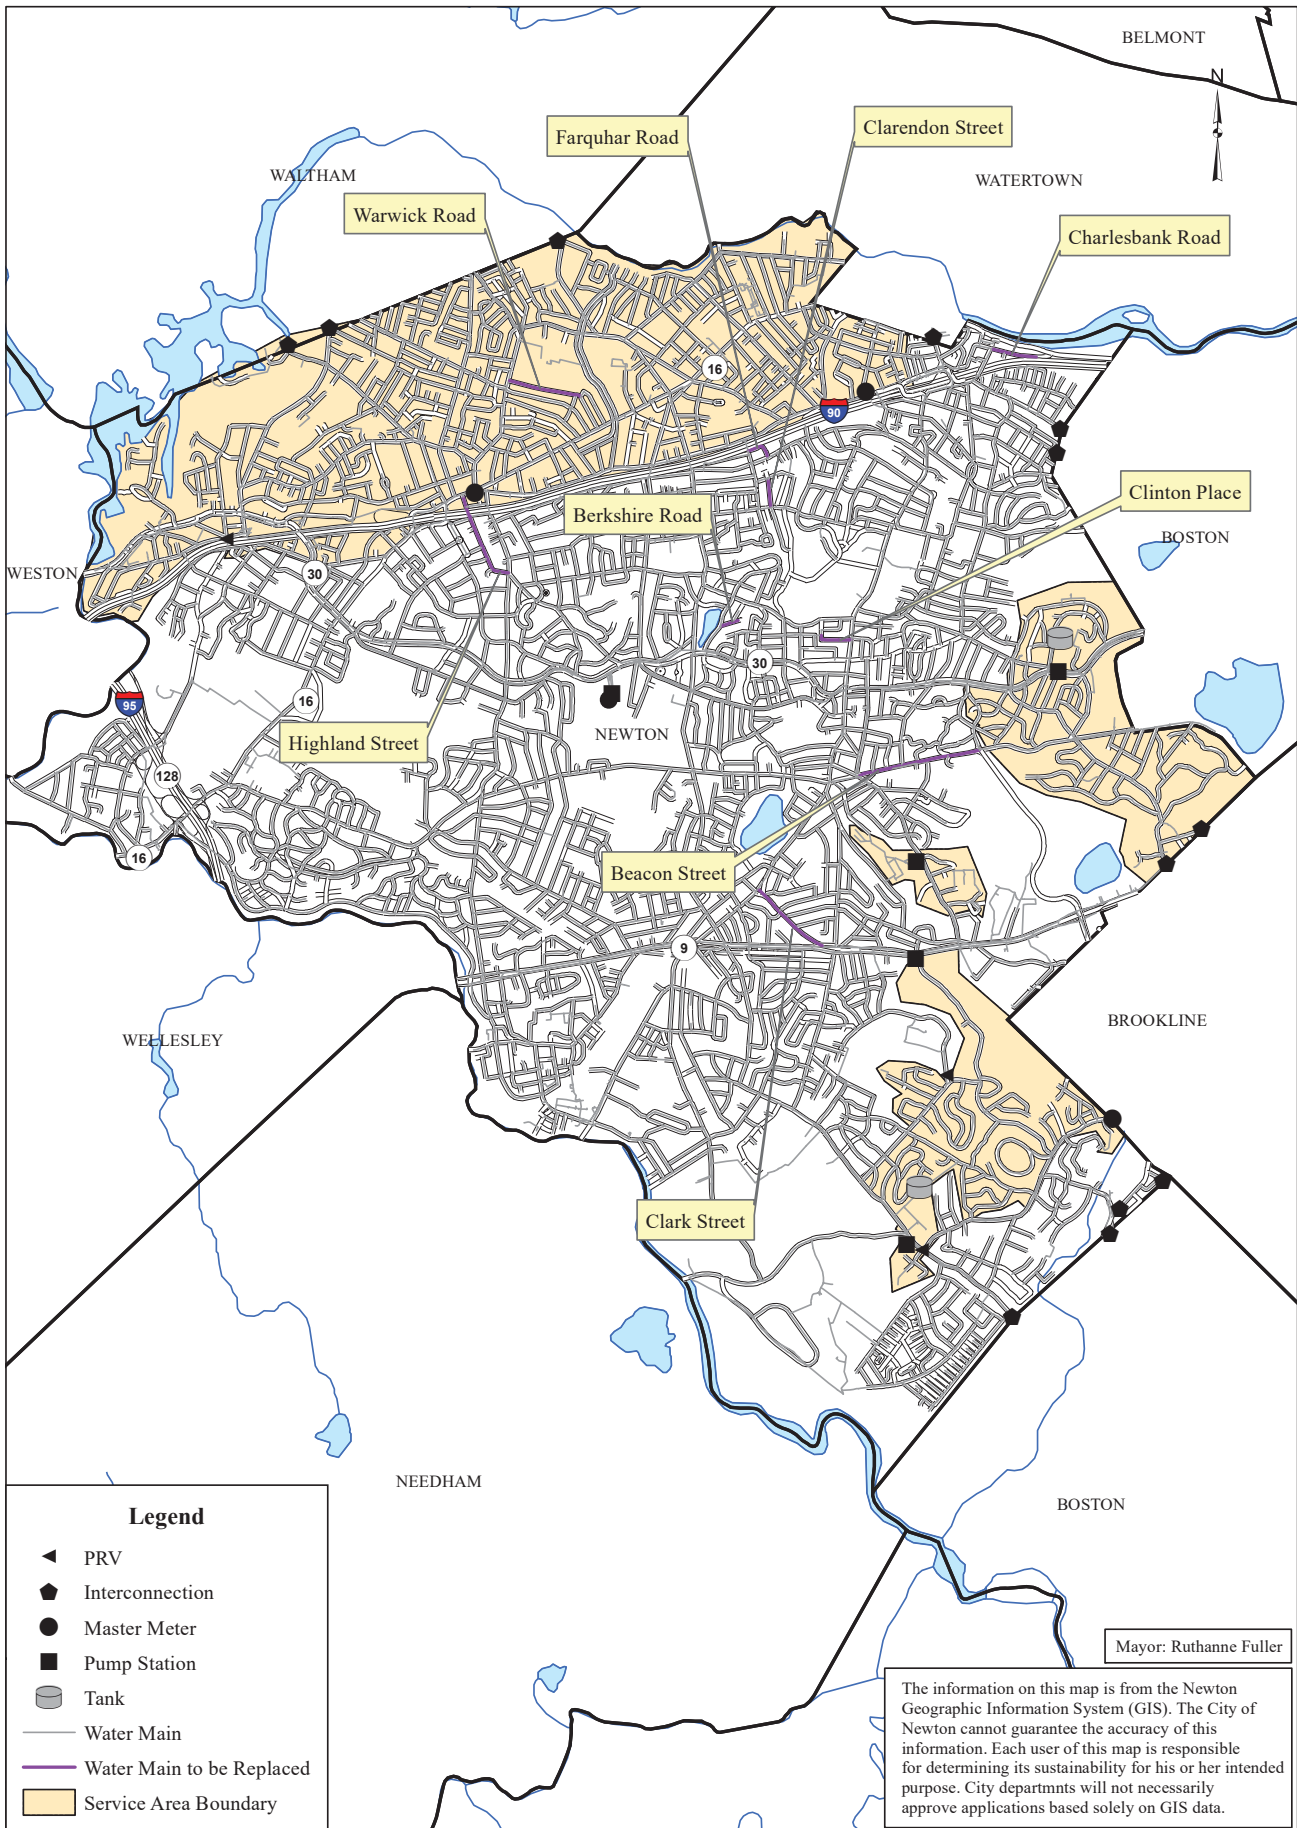 BELMONT
N
Clarendon Street
Farquhar Road
WALTHAM
WATERTOWN
Warwick Road
Charlesbank Road
16
90
Clinton Place
Berkshire Road
BOSTON
WESTON
30
30
16
95
NEWTON
Highland Street
128
16
Beacon Street
9
BROOKLINE
WELLESLEY
Clark Street
NEEDHAM
BOSTON
Legend
PRV
Interconnection
Master Meter
Pump Station
Tank
Water Main
Water Main to be Replaced
Service Area Boundary
Mayor: Ruthanne Fuller
The information on this map is from the Newton
Geographic Information System (GIS). The City of
Newton cannot guarantee the accuracy of this
information. Each user of this map is responsible
for determining its sustainability for his or her intended
purpose. City departmnts will not necessarily
approve applications based solely on GIS data.